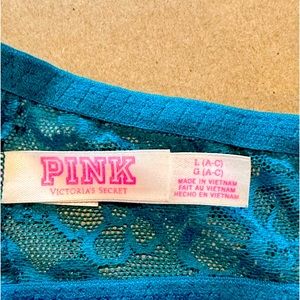 PINK
VICTORIA'S SECRET
L (A-C)
G (A-C)
MADE IN VIETNAM
FAIT AU VIETNAM
HECHO EN VIETNAM